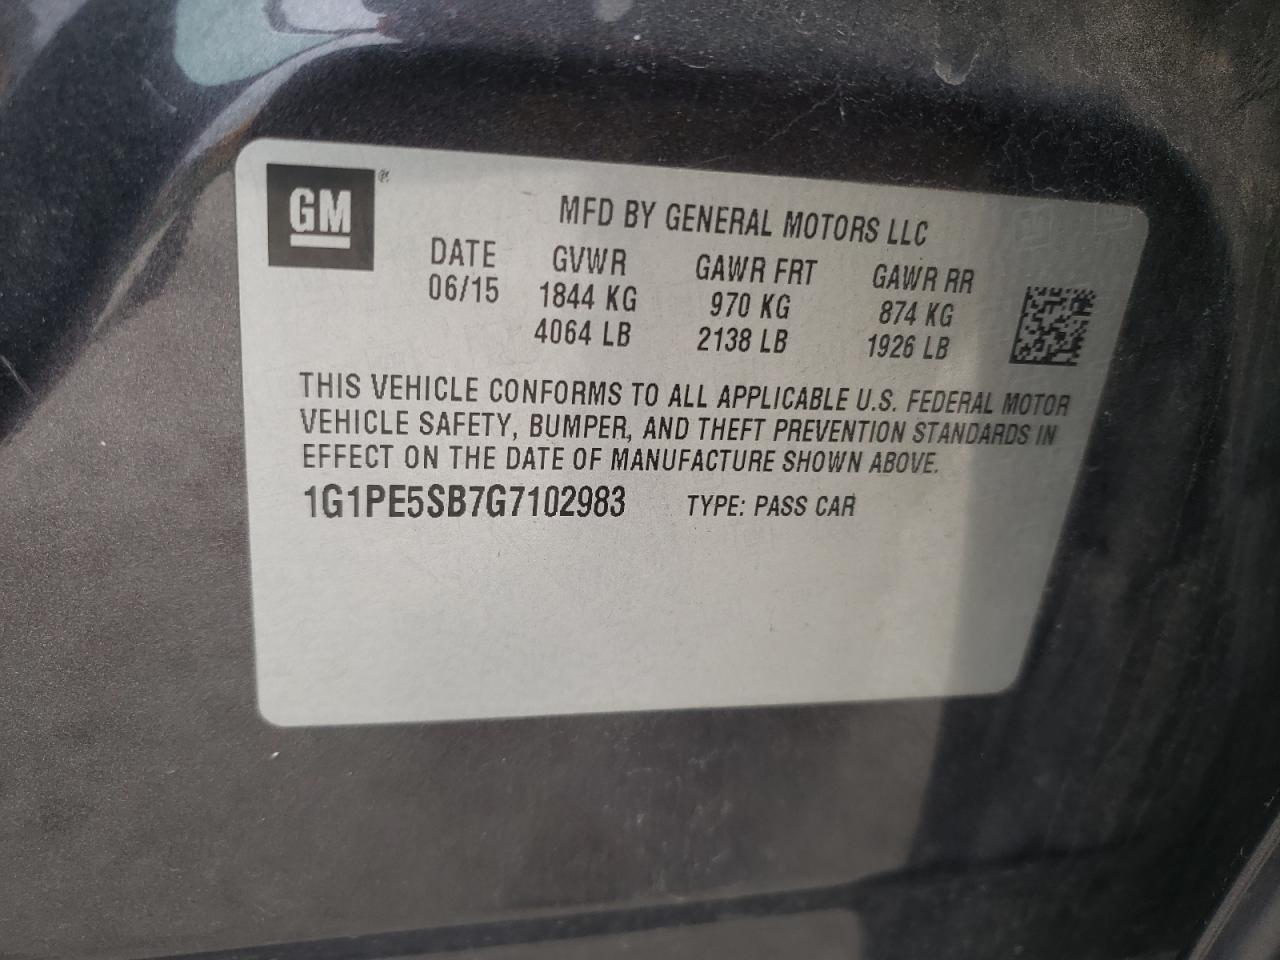 GM ®
MFD BY GENERAL MOTORS LLC
DATE GVWR GAWR FRT GAWR RR
06/15 1844 KG 970 KG 874 KG
4064 LB 2138 LB 1926 LB
THIS VEHICLE CONFORMS TO ALL APPLICABLE U.S. FEDERAL MOTOR
VEHICLE SAFETY, BUMPER, AND THEFT PREVENTION STANDARDS IN
EFFECT ON THE DATE OF MANUFACTURE SHOWN ABOVE.
1G1PE5SB7G7102983 TYPE: PASS CAR